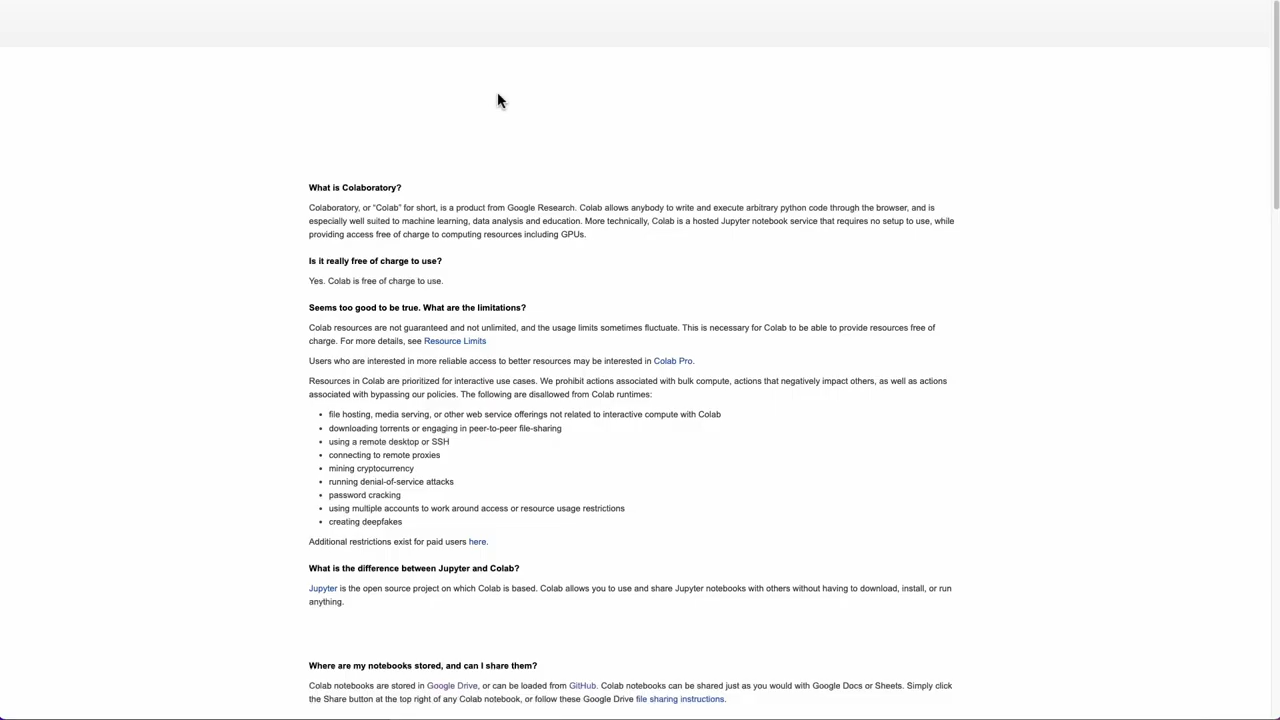 What is Colaboratory?
Colaboratory, or “Colab” for short, is a product from Google Research. Colab allows anybody to write and execute arbitrary python code through the browser, and is
especially well suited to machine learning, data analysis and education. More technically, Colab is a hosted Jupyter notebook service that requires no setup to use, while
providing access free of charge to computing resources including GPUs.
Is it really free of charge to use?
Yes. Colab is free of charge to use.
Seems too good to be true. What are the limitations?
Colab resources are not guaranteed and not unlimited, and the usage limits sometimes fluctuate. This is necessary for Colab to be able to provide resources free of
charge. For more details, see Resource Limits
Users who are interested in more reliable access to better resources may be interested in Colab Pro.
Resources in Colab are prioritized for interactive use cases. We prohibit actions associated with bulk compute, actions that negatively impact others, as well as actions
associated with bypassing our policies. The following are disallowed from Colab runtimes:
• file hosting, media serving, or other web service offerings not related to interactive compute with Colab
• downloading torrents or engaging in peer-to-peer file-sharing
• using a remote desktop or SSH
• connecting to remote proxies
• mining cryptocurrency
• running denial-of-service attacks
• password cracking
• using multiple accounts to work around access or resource usage restrictions
• creating deepfakes
Additional restrictions exist for paid users here.
What is the difference between Jupyter and Colab?
Jupyter is the open source project on which Colab is based. Colab allows you to use and share Jupyter notebooks with others without having to download, install, or run
anything.
Where are my notebooks stored, and can I share them?
Colab notebooks are stored in Google Drive, or can be loaded from GitHub. Colab notebooks can be shared just as you would with Google Docs or Sheets. Simply click
the Share button at the top right of any Colab notebook, or follow these Google Drive file sharing instructions.